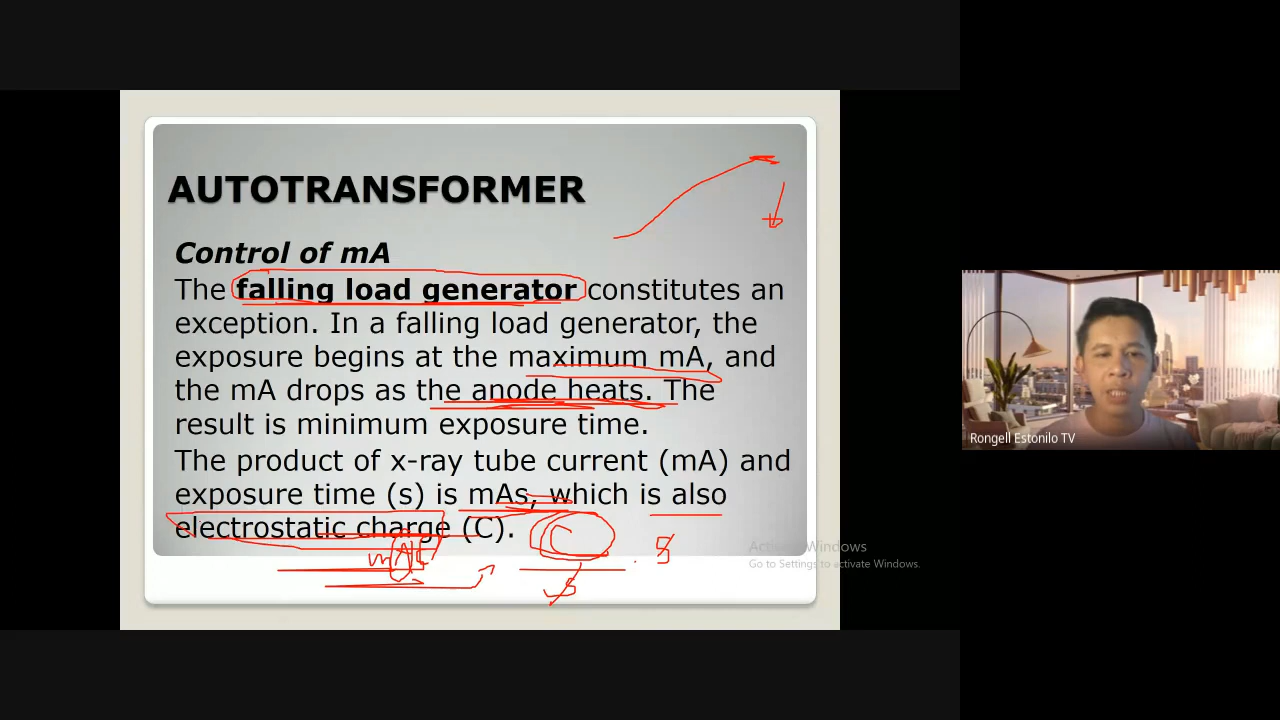 AUTOTRANSFORMER
Control of mA
The falling load generator constitutes an
exception. In a falling load generator, the
exposure begins at the maximum mA, and
the mA drops as the anode heats. The
result is minimum exposure time.
The product of x-ray tube current (mA) and
exposure time (s) is mAs, which is also
electrostatic charge (C).
C
s
Activate Windows
Go to Settings to activate Windows.
Rongell Estonilo TV